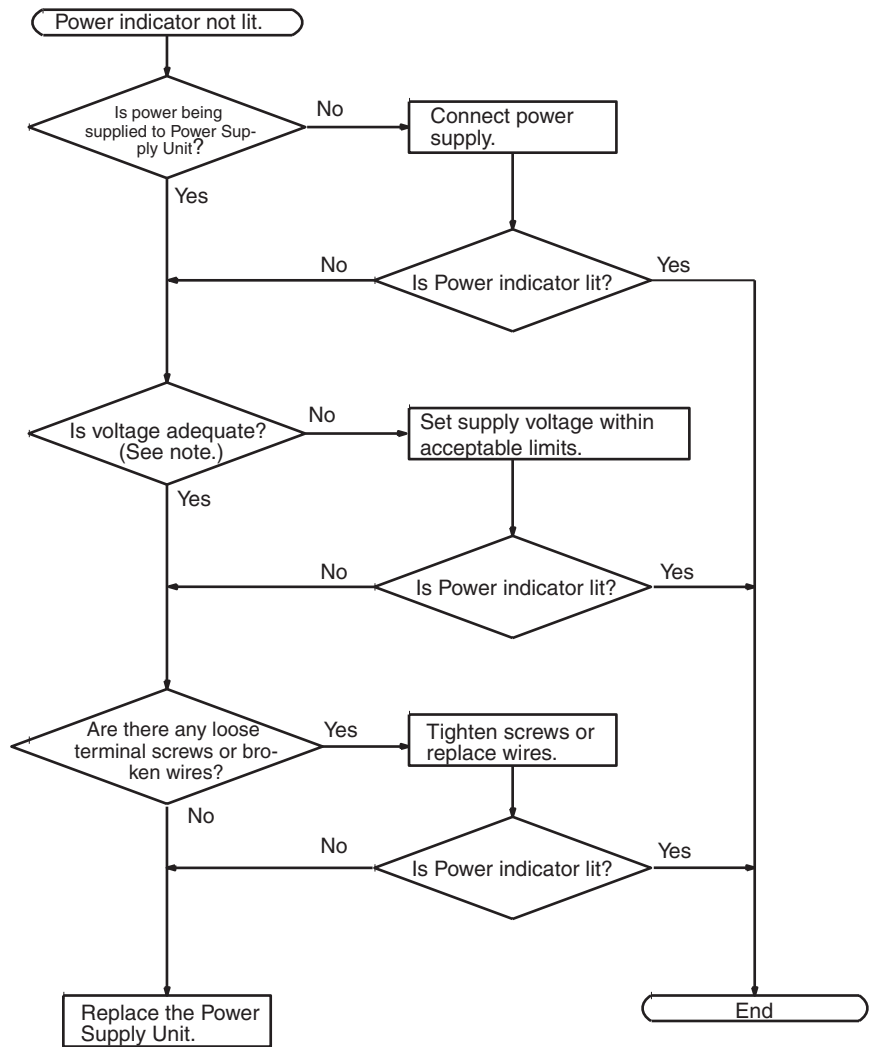 Power indicator not lit.
Is power being
supplied to Power Sup-
ply Unit?
No
Connect power
supply.
Yes
No
Is Power indicator lit?
Yes
Is voltage adequate?
(See note.)
No
Set supply voltage within
acceptable limits.
Yes
No
Is Power indicator lit?
Yes
Are there any loose
terminal screws or bro-
ken wires?
Yes
Tighten screws or
replace wires.
No
No
Is Power indicator lit?
Yes
Replace the Power
Supply Unit.
End